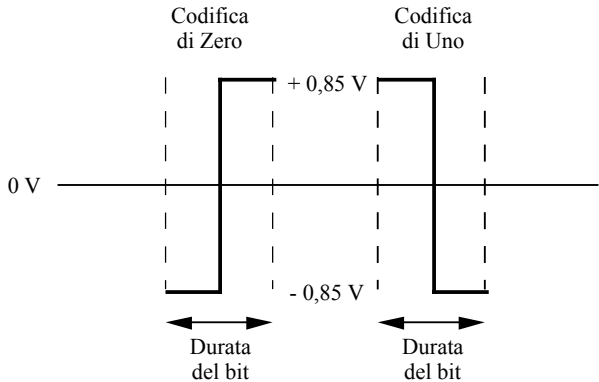 Codifica
di Zero
Codifica
di Uno
+ 0,85 V
0 V
- 0,85 V
Durata
del bit
Durata
del bit